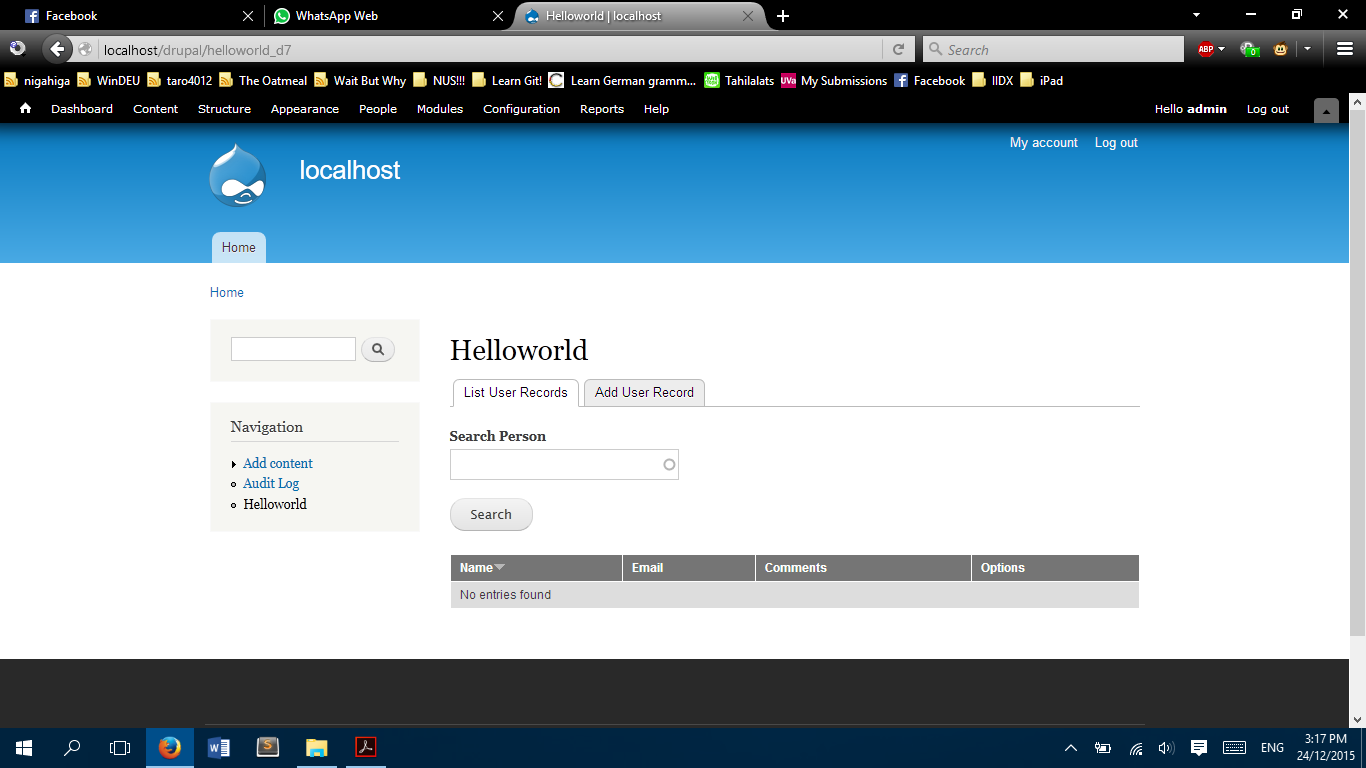 Facebook WhatsApp Web Helloworld | localhost
localhost/drupal/helloworld_d7 Search ABP 0
nigahiga WinDEU taro4012 The Oatmeal Wait But Why NUS!!! Learn Git! Learn German gramm... Tahilalats UVa My Submissions Facebook IIDX iPad
Dashboard Content Structure Appearance People Modules Configuration Reports Help Hello admin Log out
My account Log out
localhost
Home
Home
Helloworld
List User Records Add User Record
Navigation
Add content
Audit Log
Helloworld
Search Person
Search
Name Email Comments Options
No entries found
ENG 3:17 PM
24/12/2015